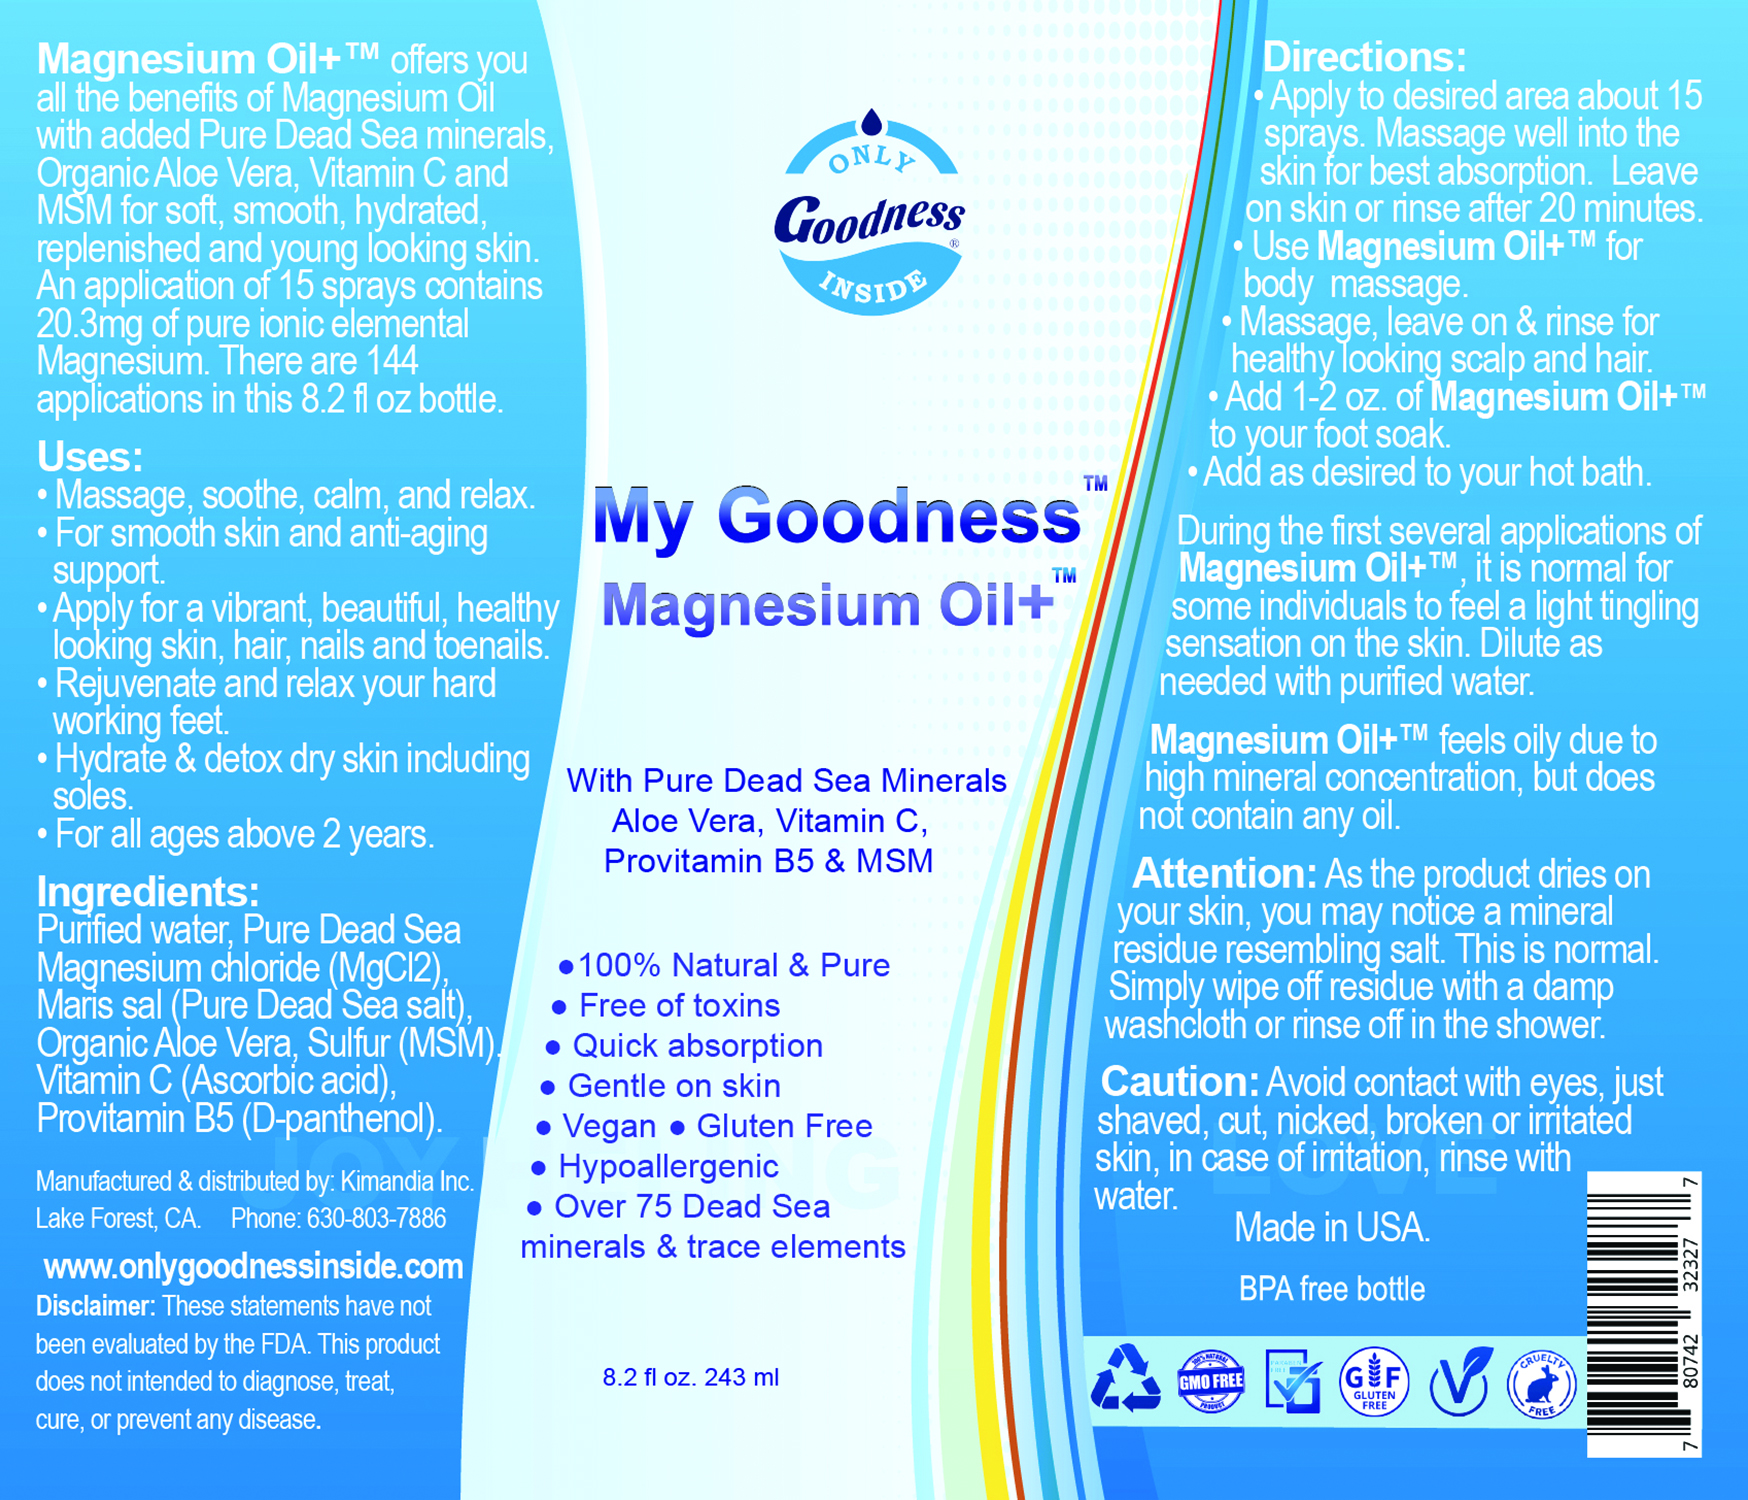 Magnesium Oil+™ offers you
all the benefits of Magnesium Oil
with added Pure Dead Sea minerals,
Organic Aloe Vera, Vitamin C and
MSM for soft, smooth, hydrated,
replenished and young looking skin.
An application of 15 sprays contains
20.3mg of pure ionic elemental
Magnesium. There are 144
applications in this 8.2 fl oz bottle.
Uses:
• Massage, soothe, calm, and relax.
• For smooth skin and anti-aging
support.
• Apply for a vibrant, beautiful, healthy
looking skin, hair, nails and toenails.
• Rejuvenate and relax your hard
working feet.
• Hydrate & detox dry skin including
soles.
• For all ages above 2 years.
Ingredients:
Purified water, Pure Dead Sea
Magnesium chloride (MgCl2),
Maris sal (Pure Dead Sea salt),
Organic Aloe Vera, Sulfur (MSM).
Vitamin C (Ascorbic acid),
Provitamin B5 (D-panthenol).
Manufactured & distributed by: Kimandia Inc.
Lake Forest, CA. Phone: 630-803-7886
www.onlygoodnessinside.com
Disclaimer: These statements have not
been evaluated by the FDA. This product
does not intended to diagnose, treat,
cure, or prevent any disease.
ONLY
Goodness®
INSIDE
My Goodness™
Magnesium Oil+™
With Pure Dead Sea Minerals
Aloe Vera, Vitamin C,
Provitamin B5 & MSM
●100% Natural & Pure
● Free of toxins
● Quick absorption
● Gentle on skin
● Vegan ● Gluten Free
● Hypoallergenic
● Over 75 Dead Sea
minerals & trace elements
8.2 fl oz. 243 ml
JOY
LOVE
Directions:
• Apply to desired area about 15
sprays. Massage well into the
skin for best absorption. Leave
on skin or rinse after 20 minutes.
• Use Magnesium Oil+™ for
body massage.
• Massage, leave on & rinse for
healthy looking scalp and hair.
• Add 1-2 oz. of Magnesium Oil+™
to your foot soak.
• Add as desired to your hot bath.
During the first several applications of
Magnesium Oil+™, it is normal for
some individuals to feel a light tingling
sensation on the skin. Dilute as
needed with purified water.
Magnesium Oil+™ feels oily due to
high mineral concentration, but does
not contain any oil.
Attention: As the product dries on
your skin, you may notice a mineral
residue resembling salt. This is normal.
Simply wipe off residue with a damp
washcloth or rinse off in the shower.
Caution: Avoid contact with eyes, just
shaved, cut, nicked, broken or irritated
skin, in case of irritation, rinse with
water.
Made in USA.
BPA free bottle
100% NATURAL
GMO FREE
PRODUCT
GF
GLUTEN
FREE
V
CRUELTY
FREE
7 80742 32327 7